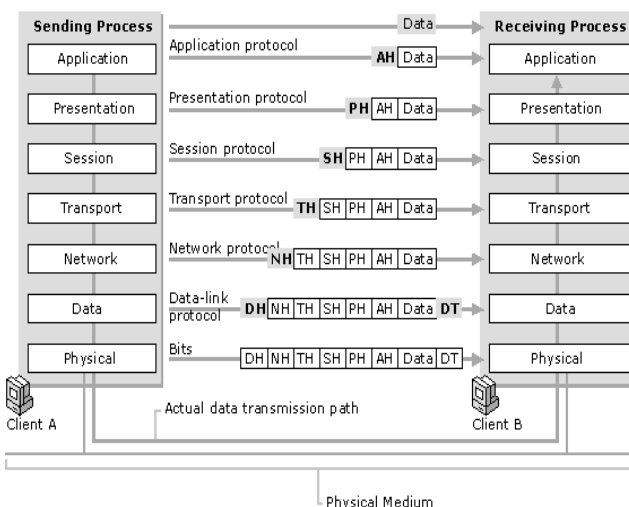 Sending Process
Data
Receiving Process
Application
Application protocol
AH Data
Application
Presentation
Presentation protocol
PH AH Data
Presentation
Session
Session protocol
SH PH AH Data
Session
Transport
Transport protocol
TH SH PH AH Data
Transport
Network
Network protocol
NH TH SH PH AH Data
Network
Data
Data-link
protocol
DH NH TH SH PH AH Data DT
Data
Physical
Bits
DH NH TH SH PH AH Data DT
Physical
Client A
Actual data transmission path
Client B
Physical Medium